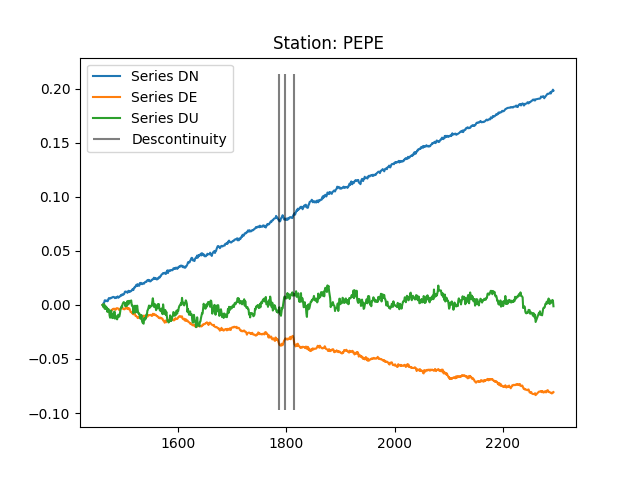 Station: PEPE
Series DN
Series DE
Series DU
Descontinuity
0.20
0.15
0.10
0.05
0.00
−0.05
−0.10
1600 1800 2000 2200